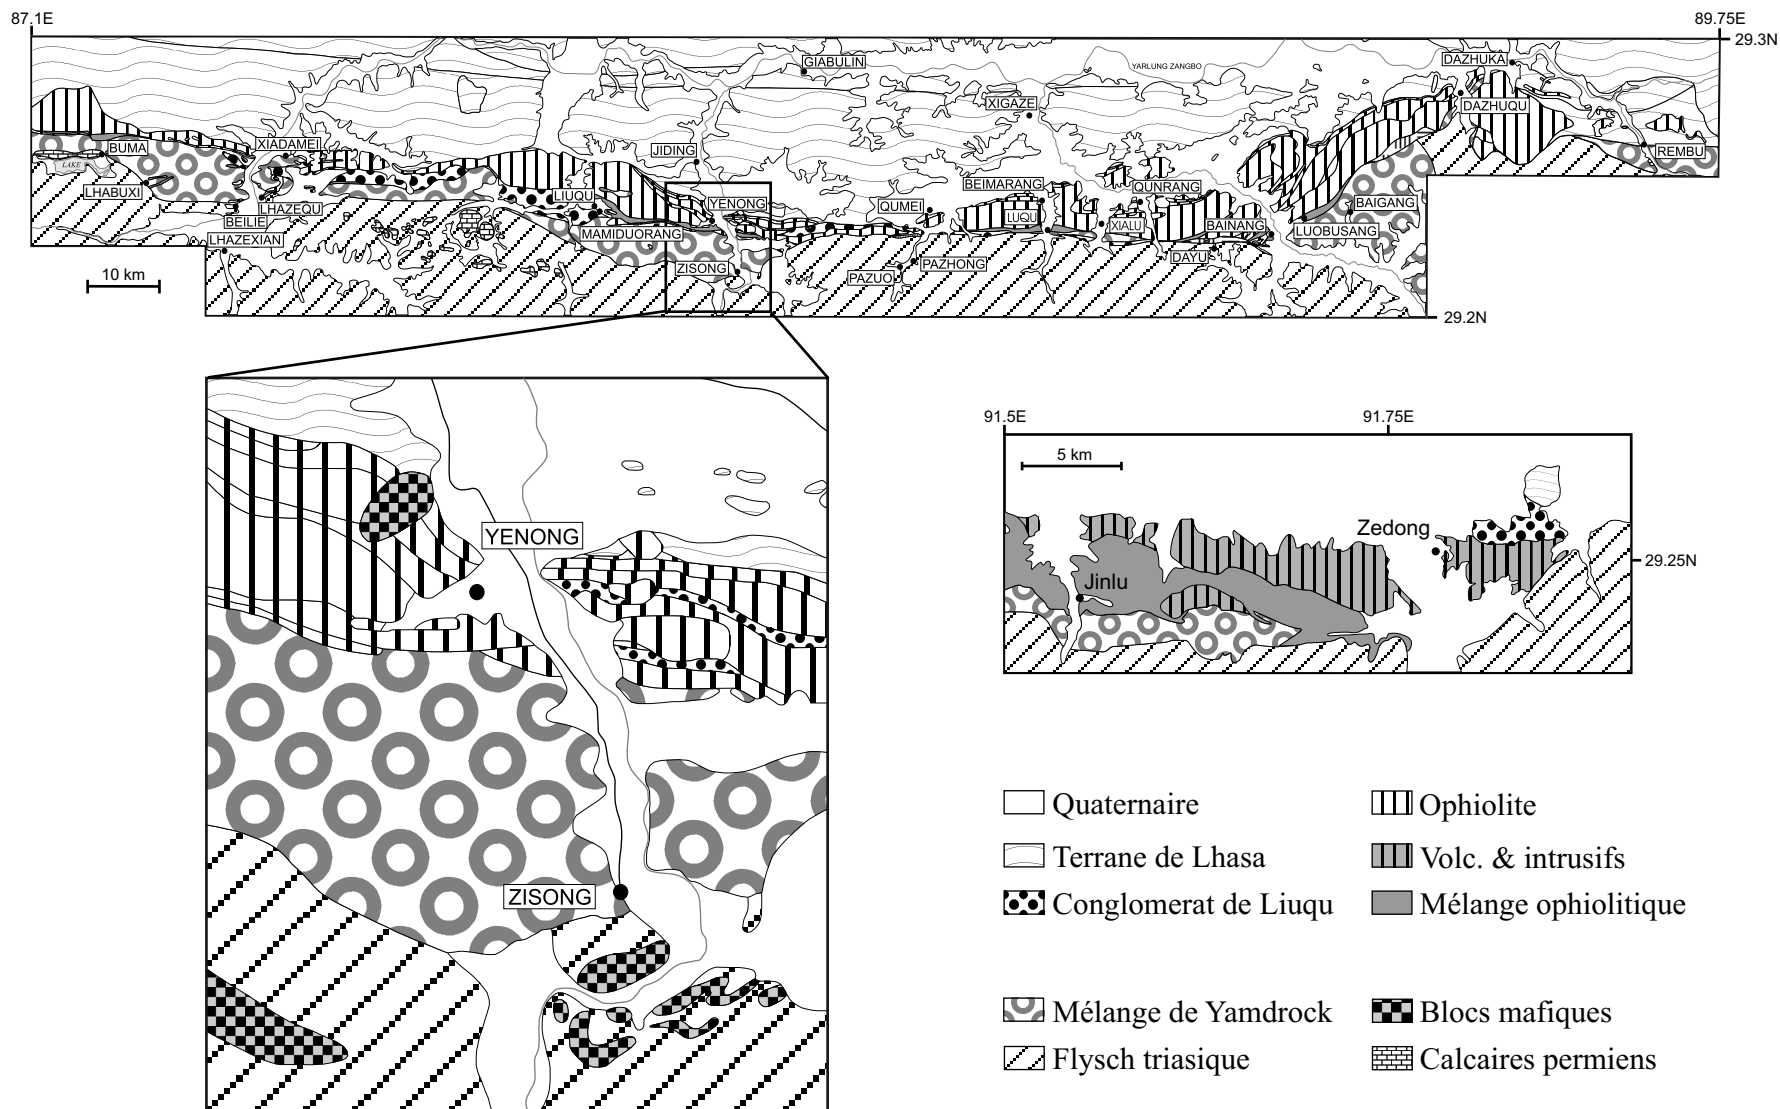 87.1E
89.75E
29.3N
GIABULIN
YARLUNG ZANGBO
DAZHUKA
XIGAZE
DAZHUQU
BUMA
XIADAMEI
JIDING
REMBU
LAKE
LHABUXI
BEIMARANG
QUNRANG
LIUQU
YENONG
QUMEI
LUQU
BAIGANG
LHAZEQU
BEILIE
XIALU
BAINANG
LUOBUSANG
MAMIDUORANG
LHAZEXIAN
DAYU
ZISONG
PAZHONG
PAZUO
10 km
29.2N
91.5E
91.75E
5 km
YENONG
Zedong
29.25N
Jinlu
ZISONG
Quaternaire
Ophiolite
Terrane de Lhasa
Volc. & intrusifs
Conglomerat de Liuqu
Mélange ophiolitique
Mélange de Yamdrock
Blocs mafiques
Flysch triasique
Calcaires permiens